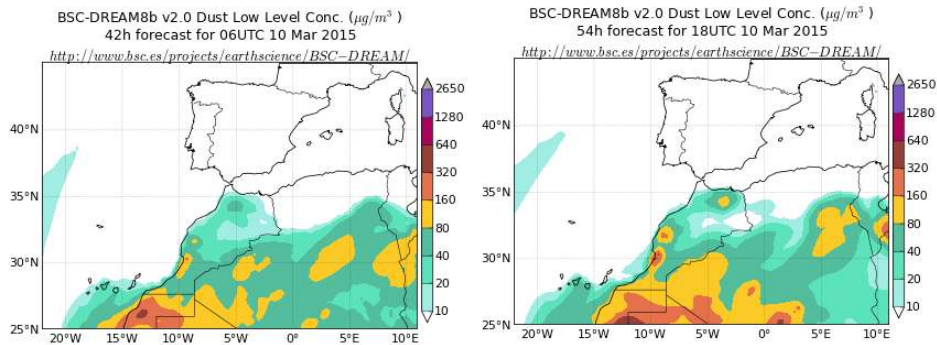 BSC-DREAM8b v2.0 Dust Low Level Conc. (μg/m³ )
42h forecast for 06UTC 10 Mar 2015
http://www.bsc.es/projects/earthscience/BSC-DREAM/
2650
1280
640
320
160
80
40
20
10
40°N
35°N
30°N
25°N
20°W 15°W 10°W 5°W 0°E 5°E 10°E
BSC-DREAM8b v2.0 Dust Low Level Conc. (μg/m³ )
54h forecast for 18UTC 10 Mar 2015
http://www.bsc.es/projects/earthscience/BSC-DREAM/
2650
1280
640
320
160
80
40
20
10
40°N
35°N
30°N
25°N
20°W 15°W 10°W 5°W 0°E 5°E 10°E